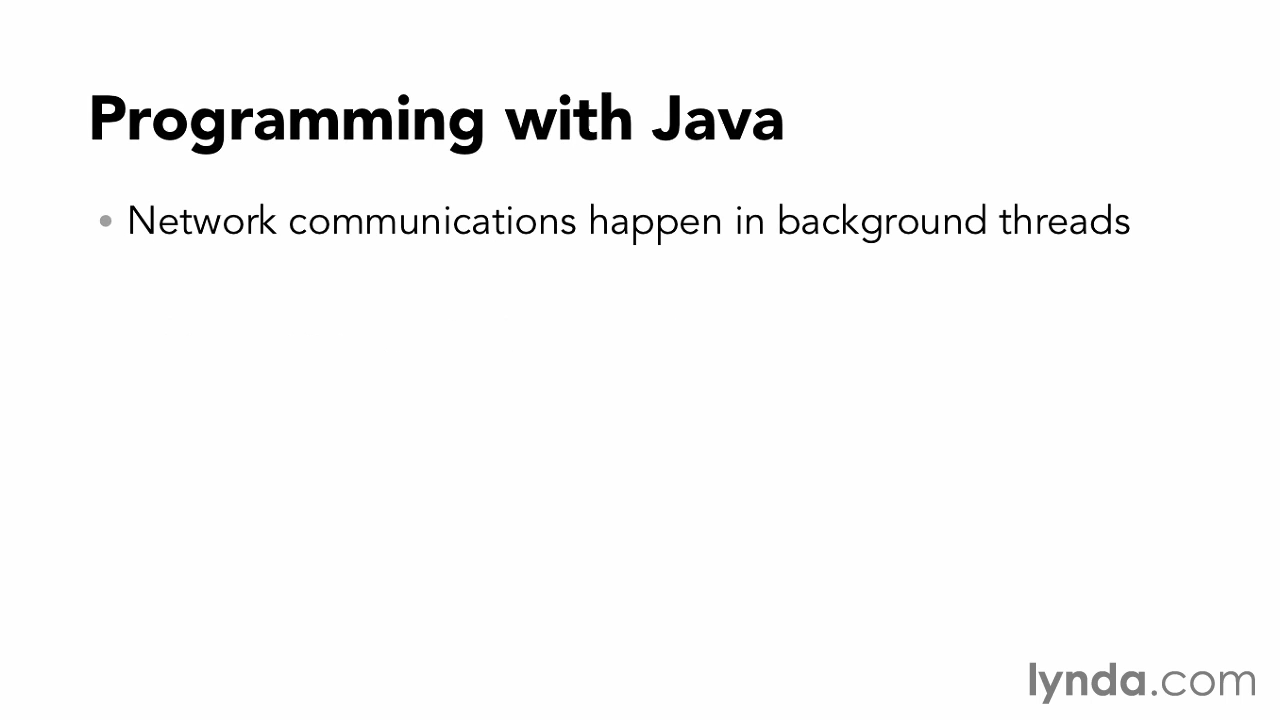 Programming with Java
• Network communications happen in background threads
lynda.com